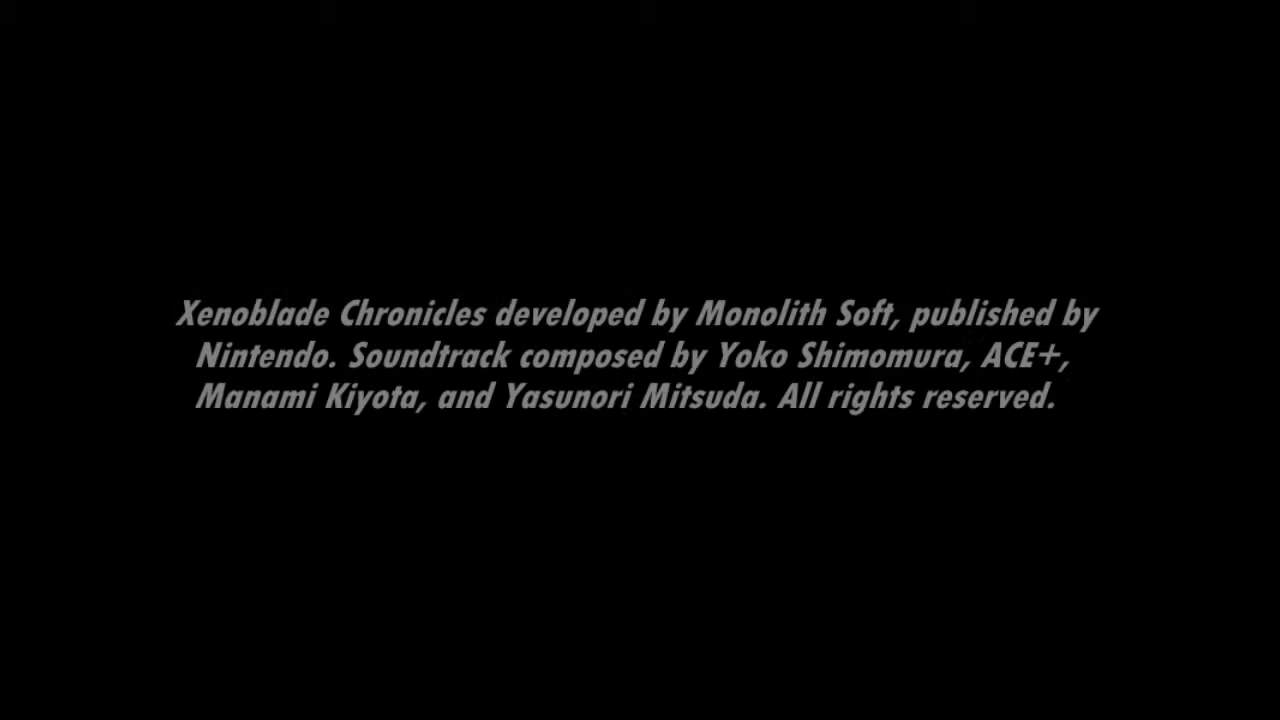 Xenoblade Chronicles developed by Monolith Soft, published by
Nintendo. Soundtrack composed by Yoko Shimomura, ACE+,
Manami Kiyota, and Yasunori Mitsuda. All rights reserved.